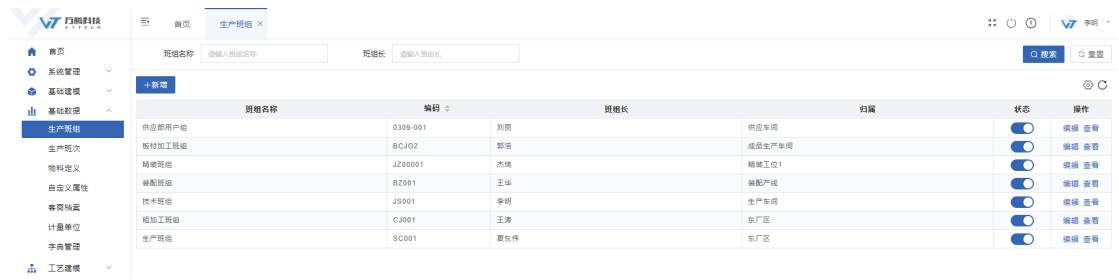 万腾科技
VTTECH
首页 生产班组 ×
李明
首页
系统管理
基础建模
基础数据
生产班组
生产班次
物料定义
自定义属性
客商档案
计量单位
字典管理
工艺建模
班组名称 请输入班组名称 班组长 请输入班组长 搜索 重置
+新增
班组名称 编码 班组长 归属 状态 操作
供应部用户组 0309-001 刘丽 供应车间 编辑 查看
板材加工班组 BCJG2 郭浩 成品生产车间 编辑 查看
精装班组 JZ00001 杰瑞 精装工位1 编辑 查看
装配班组 BZ001 王华 装配产线 编辑 查看
技术班组 JS001 李明 生产车间 编辑 查看
粗加工班组 CJ001 王涛 东厂区 编辑 查看
生产班组 SC001 夏东伟 东厂区 编辑 查看